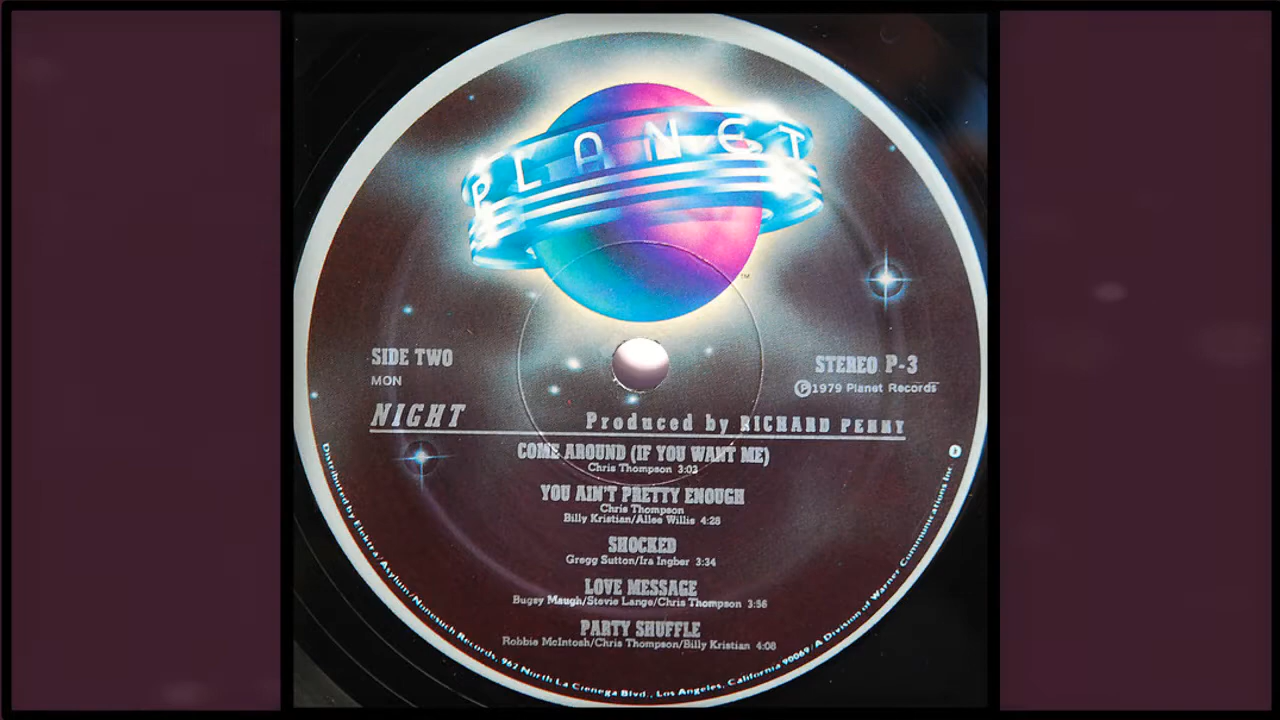 PLANET
TM
SIDE TWO
MON
STEREO P-3
Ⓟ1979 Planet Records
NIGHT
Produced by RICHARD PERRY
COME AROUND (IF YOU WANT ME)
Chris Thompson 3:03
YOU AIN'T PRETTY ENOUGH
Chris Thompson
Billy Kristian/Allee Willis 4:28
SHOCKED
Gregg Sutton/Ira Ingber 3:34
LOVE MESSAGE
Bugsy Maugh/Stevie Lange/Chris Thompson 3:56
PARTY SHUFFLE
Robbie McIntosh/Chris Thompson/Billy Kristian 4:08
Distributed by Elektra/Asylum/Nonesuch Records, 962 North La Cienega Blvd., Los Angeles, California 90069/A Division of Warner Communications Inc.